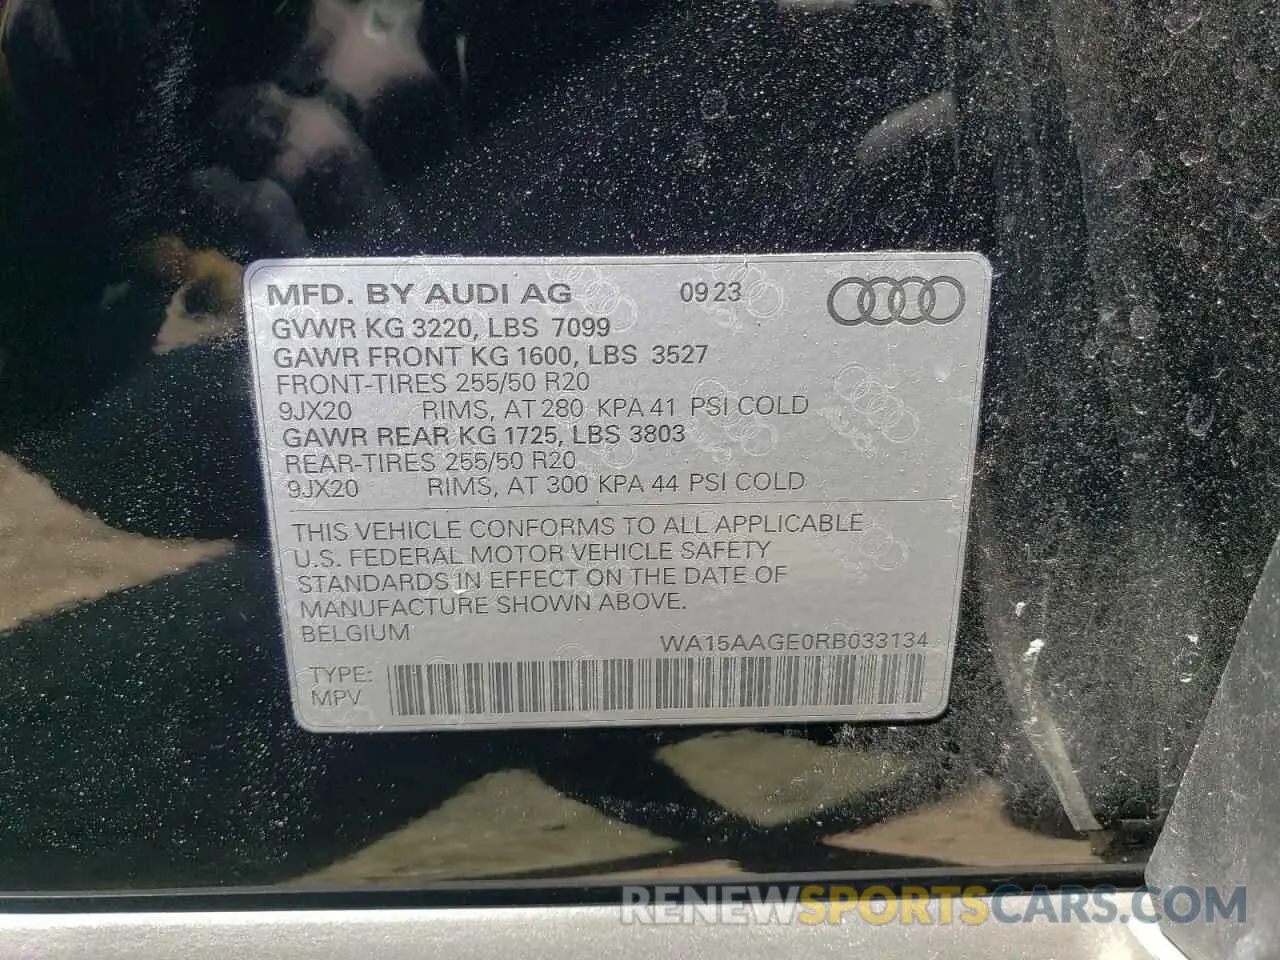 MFD. BY AUDI AG 09 23
GVWR KG 3220, LBS 7099
GAWR FRONT KG 1600, LBS 3527
FRONT-TIRES 255/50 R20
9JX20 RIMS, AT 280 KPA 41 PSI COLD
GAWR REAR KG 1725, LBS 3803
REAR-TIRES 255/50 R20
9JX20 RIMS, AT 300 KPA 44 PSI COLD
THIS VEHICLE CONFORMS TO ALL APPLICABLE
U.S. FEDERAL MOTOR VEHICLE SAFETY
STANDARDS IN EFFECT ON THE DATE OF
MANUFACTURE SHOWN ABOVE.
BELGIUM
WA15AAGE0RB033134
TYPE:
MPV
RENEWSPORTSCARS.COM